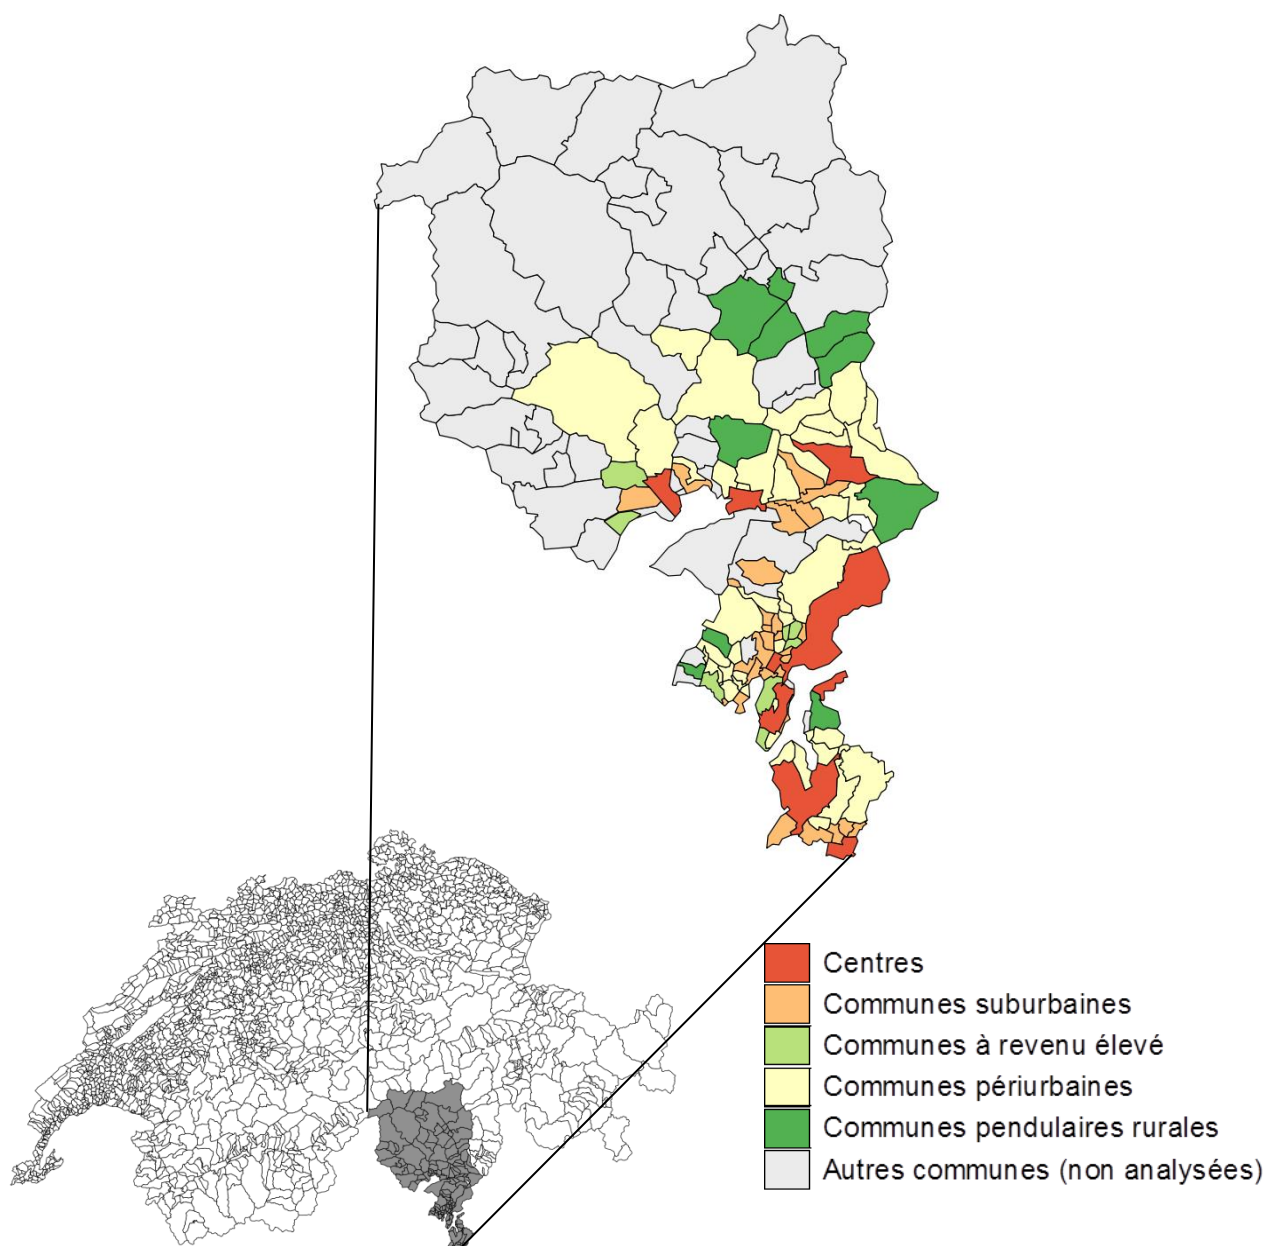 Centres
Communes suburbaines
Communes à revenu élevé
Communes périurbaines
Communes pendulaires rurales
Autres communes (non analysées)